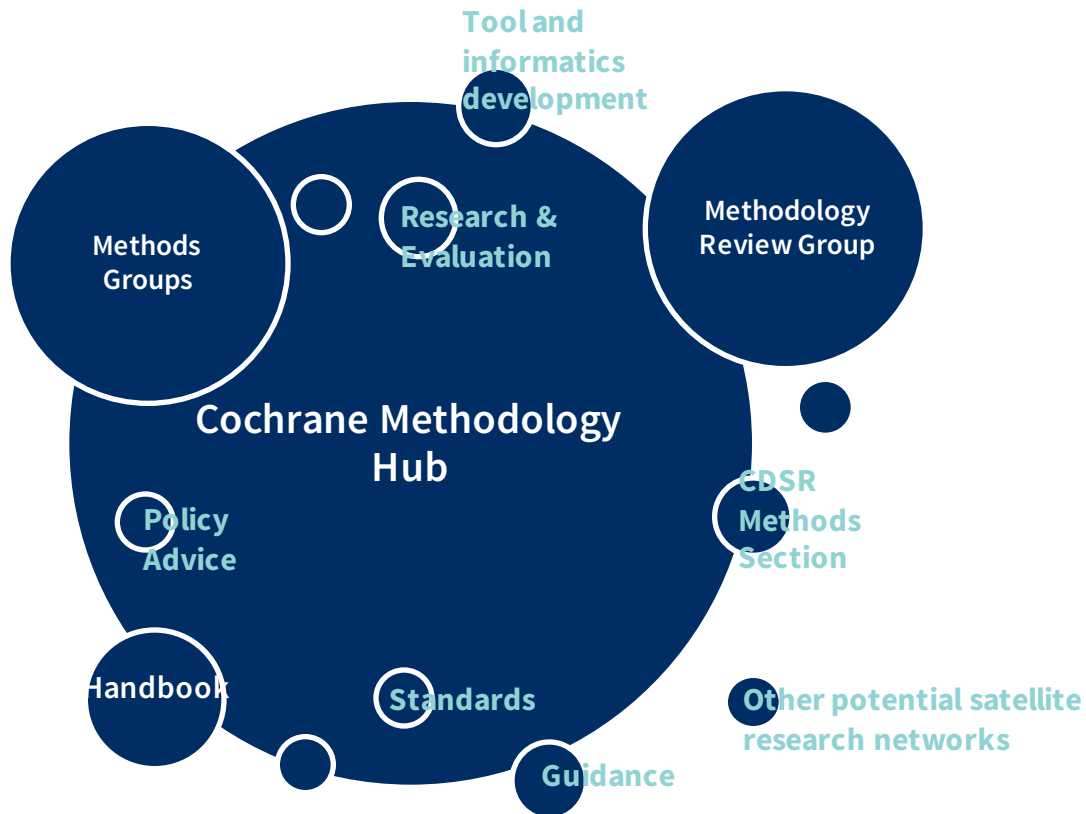 Tool and
informatics
development
Methodology
Review Group
Research &
Evaluation
Methods
Groups
Cochrane Methodology
Hub
CDSR
Methods
Section
Policy
Advice
Handbook
Standards
Other potential satellite
research networks
Guidance